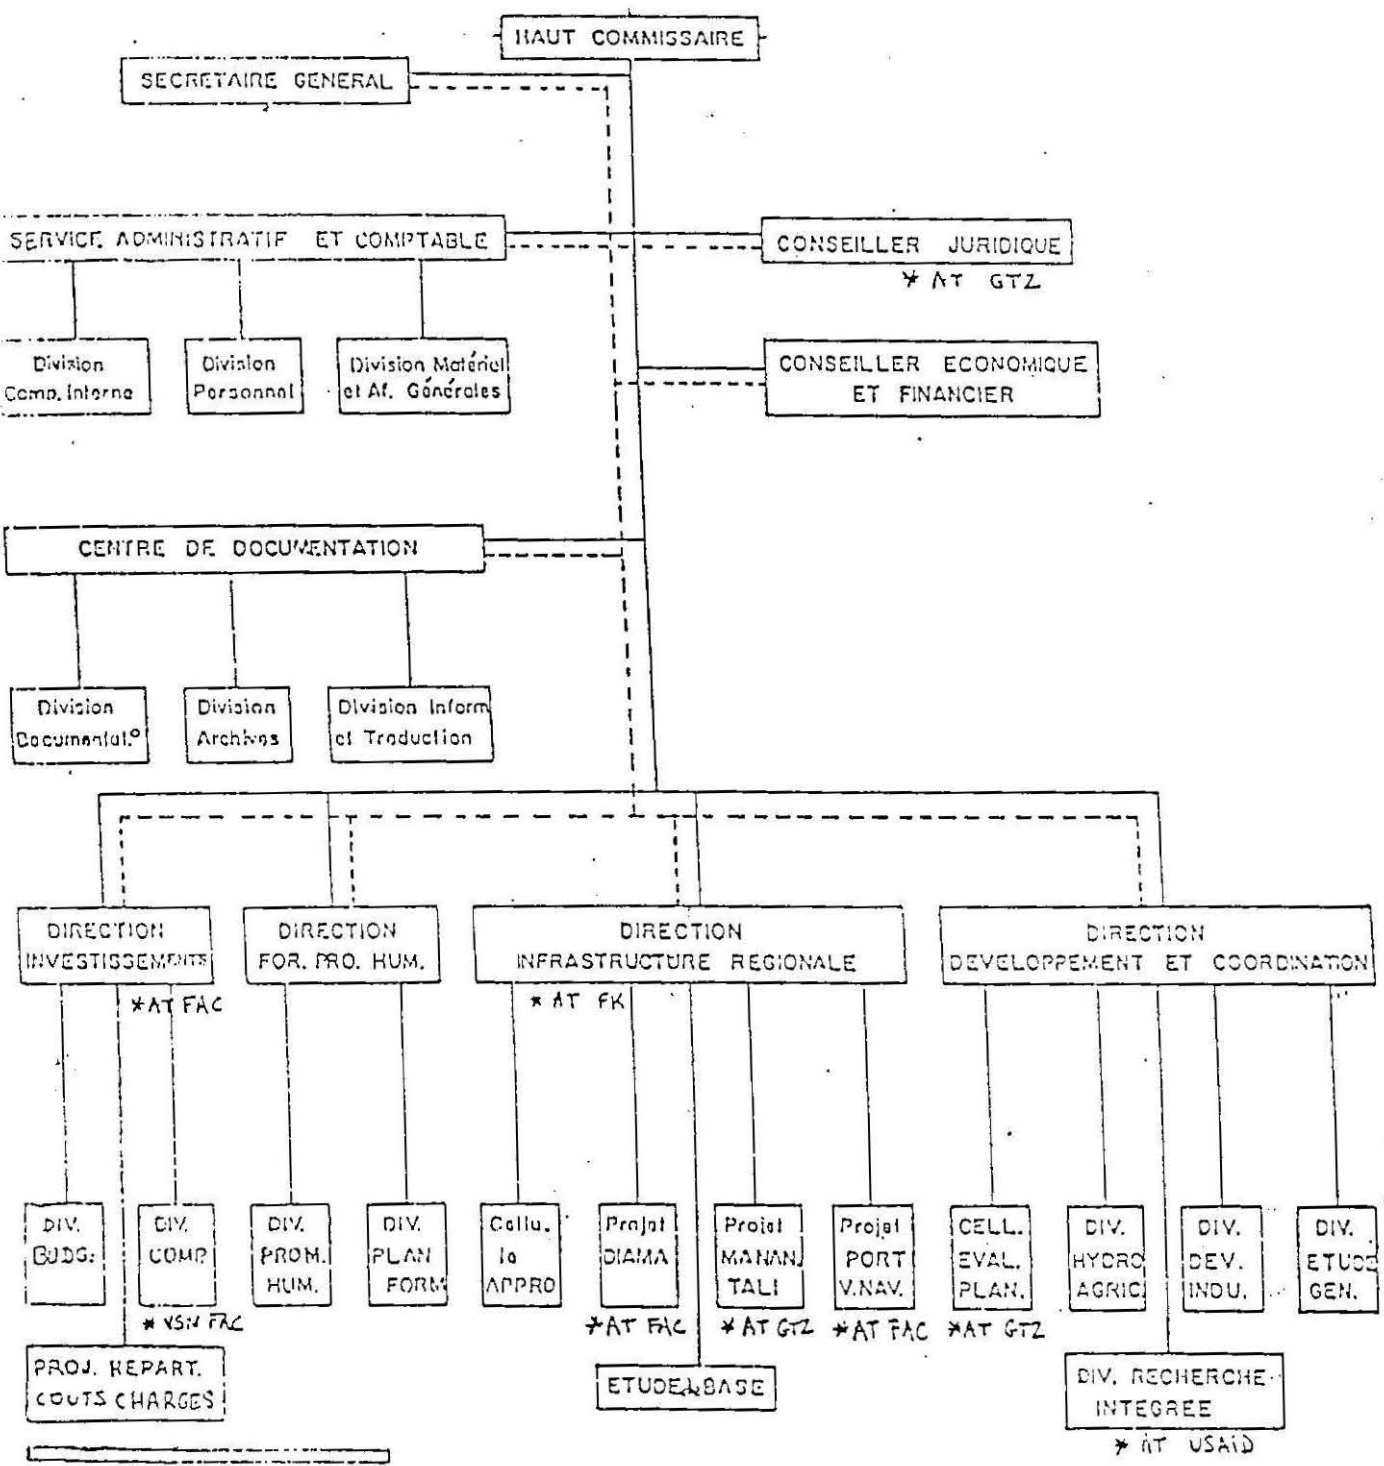 HAUT COMMISSAIRE
SECRETAIRE GENERAL
SERVICE ADMINISTRATIF ET COMPTABLE
CONSEILLER JURIDIQUE
* AT GTZ
Division
Comp. Interne
Division
Personnel
Division Matériel
et Af. Générales
CONSEILLER ECONOMIQUE
ET FINANCIER
CENTRE DE DOCUMENTATION
Division
Documentat.°
Division
Archives
Division Inform
et Traduction
DIRECTION
INVESTISSEMENTS
* AT FAC
DIRECTION
FOR. PRO. HUM.
DIRECTION
INFRASTRUCTURE REGIONALE
* AT FK
DIRECTION
DEVELOPPEMENT ET COORDINATION
DIV.
BUDG.
DIV.
COMP.
* VSN FAC
DIV.
PROM.
HUM.
DIV.
PLAN
FORM
Cellu.
le
APPRO
Projet
DIAMA
* AT FAC
Projet
MANAN.
TALI
* AT GTZ
Projet
PORT
V.NAV.
* AT FAC
CELL.
EVAL.
PLAN.
* AT GTZ
DIV.
HYDRO
AGRIC
DIV.
DEV.
INDU.
DIV.
ETUDE
GEN.
PROJ. REPART.
COUTS CHARGES
ETUDE BASE
DIV. RECHERCHE
INTEGREE
* AT USAID